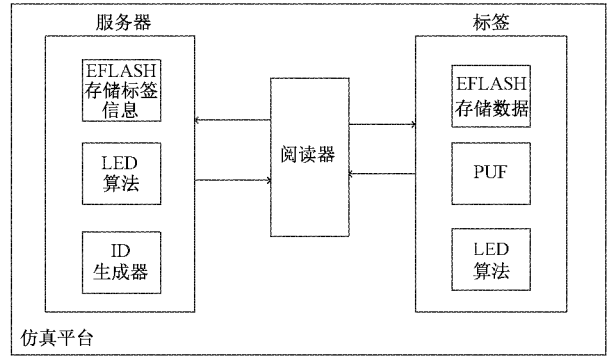 服务器
EFLASH
存储标签
信息
LED
算法
ID
生成器
阅读器
标签
EFLASH
存储数据
PUF
LED
算法
仿真平台